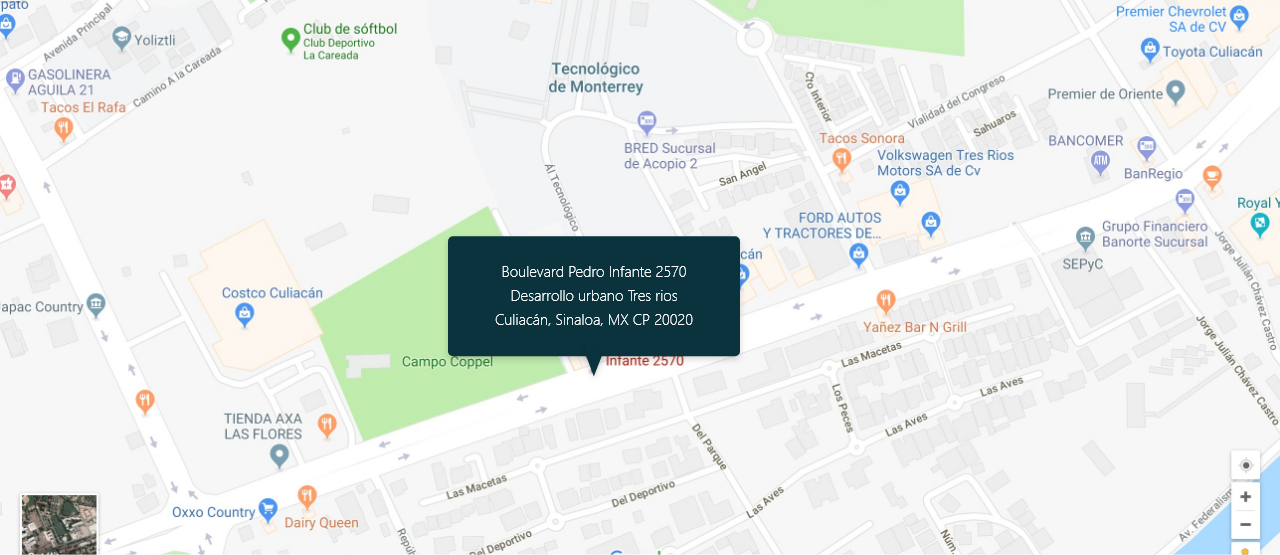 pato
Avenida Principal
Yoliztli
Club de sóftbol
Club Deportivo
La Careada
Premier Chevrolet
SA de CV
Toyota Culiacán
GASOLINERA
AGUILA 21
Camino A la Careada
Tacos El Rafa
Tecnológico
de Monterrey
Cto Interior
Vialidad del Congreso
Premier de Oriente
Sahuaros
BRED Sucursal
de Acopio 2
Tacos Sonora
BANCOMER
ATM
BanRegio
Volkswagen Tres Rios
Motors SA de Cv
San Angel
Al Tecnológico
FORD AUTOS
Y TRACTORES DE...
Royal Y
Grupo Financiero
Banorte Sucursal
SEPyC
Jorge Julián Chávez Castro
cán
Boulevard Pedro Infante 2570
Desarrollo urbano Tres rios
Culiacán, Sinaloa, MX CP 20020
Infante 2570
Costco Culiacán
Japac Country
Campo Coppel
Yañez Bar N Grill
Las Macetas
Las Aves
Los Peces
Las Aves
Jorge Julián Chávez Castro
TIENDA AXA
LAS FLORES
Del Parque
Las Macetas
Del Deportivo
Las Aves
Oxxo Country
Dairy Queen
Del Deportivo
Av. Federalism
+
−